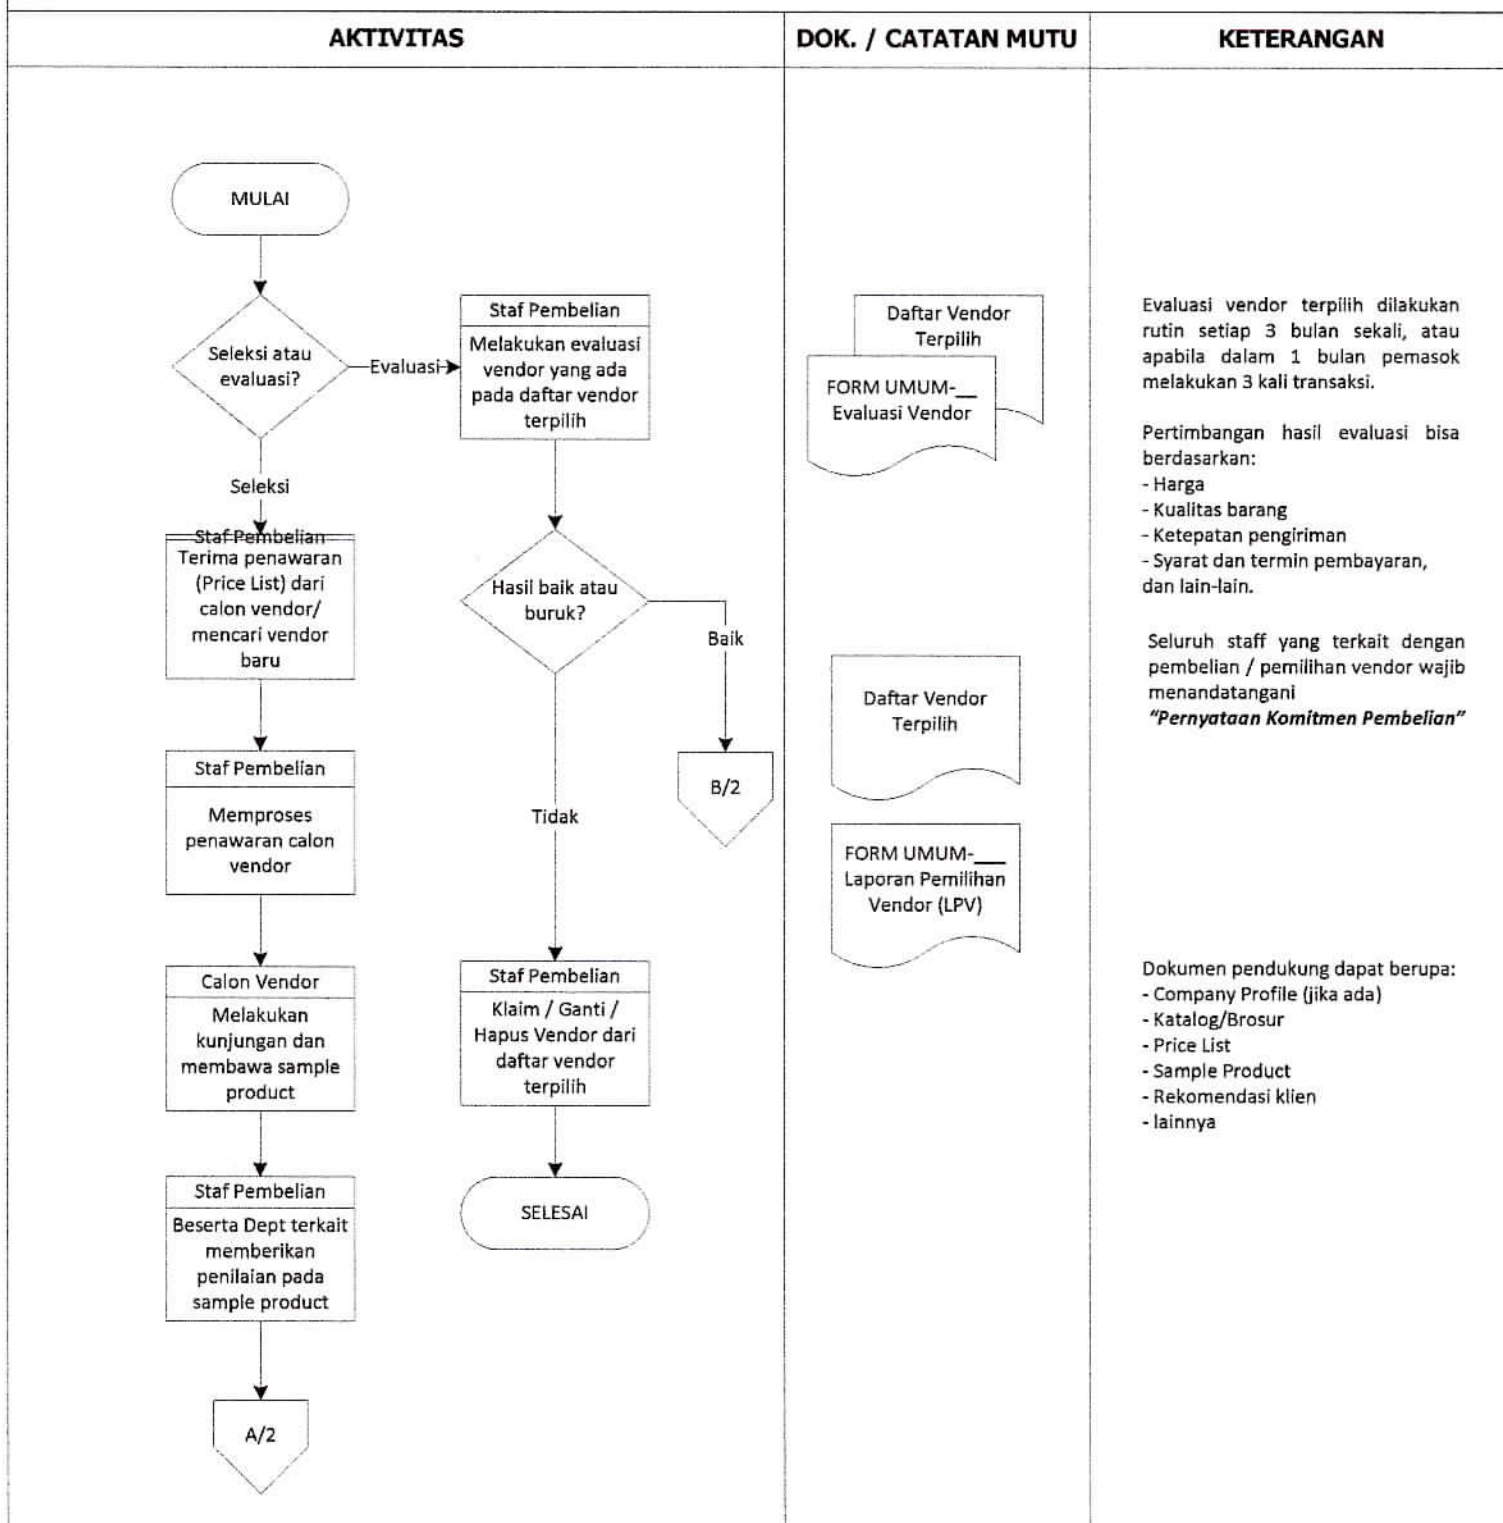 AKTIVITAS
DOK. / CATATAN MUTU
KETERANGAN
MULAI
Seleksi atau
evaluasi?
Evaluasi
Seleksi
Staf Pembelian
Melakukan evaluasi
vendor yang ada
pada daftar vendor
terpilih
Staf Pembelian
Terima penawaran
(Price List) dari
calon vendor/
mencari vendor
baru
Hasil baik atau
buruk?
Baik
B/2
Tidak
Staf Pembelian
Memproses
penawaran calon
vendor
Calon Vendor
Melakukan
kunjungan dan
membawa sample
product
Staf Pembelian
Klaim / Ganti /
Hapus Vendor dari
daftar vendor
terpilih
Staf Pembelian
Beserta Dept terkait
memberikan
penilaian pada
sample product
SELESAI
A/2
Daftar Vendor
Terpilih
FORM UMUM-__
Evaluasi Vendor
Daftar Vendor
Terpilih
FORM UMUM-___
Laporan Pemilihan
Vendor (LPV)
Evaluasi vendor terpilih dilakukan
rutin setiap 3 bulan sekali, atau
apabila dalam 1 bulan pemasok
melakukan 3 kali transaksi.
Pertimbangan hasil evaluasi bisa
berdasarkan:
- Harga
- Kualitas barang
- Ketepatan pengiriman
- Syarat dan termin pembayaran,
dan lain-lain.
Seluruh staff yang terkait dengan
pembelian / pemilihan vendor wajib
menandatangani
"Pernyataan Komitmen Pembelian"
Dokumen pendukung dapat berupa:
- Company Profile (jika ada)
- Katalog/Brosur
- Price List
- Sample Product
- Rekomendasi klien
- lainnya